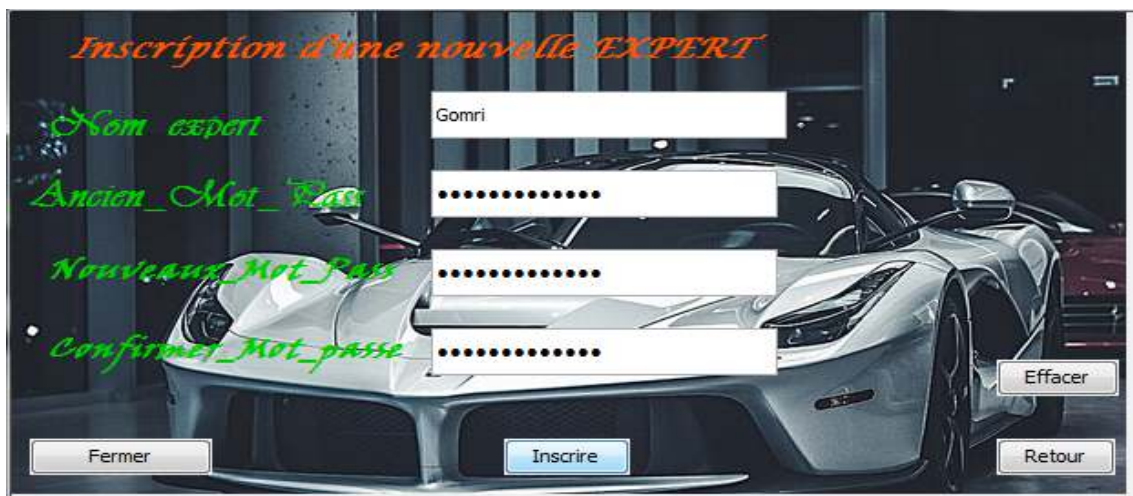 Inscription d'une nouvelle EXPERT
Nom expert
Gomri
Ancien_Mot_Pass
•••••••••••••
Nouveaux_Mot_Pass
•••••••••••••
Confirmer_Mot_passe
•••••••••••••
Effacer
Fermer
Inscrire
Retour